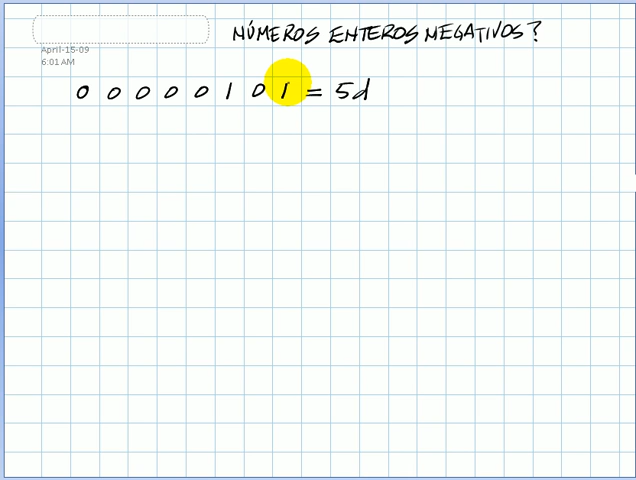 NÚMEROS ENTEROS NEGATIVOS?
April-15-09
6:01 AM
0 0 0 0 0 1 0 1 = 5d